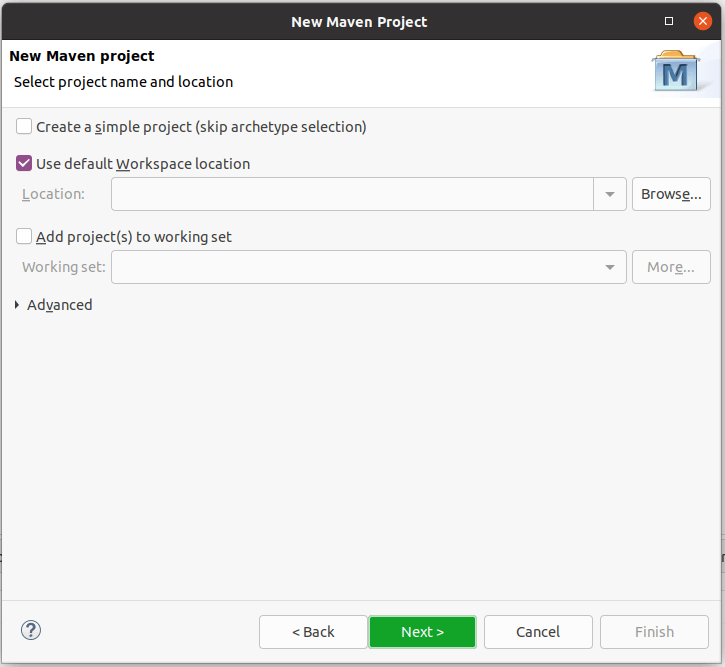 New Maven Project
New Maven project
Select project name and location
M
Create a simple project (skip archetype selection)
Use default Workspace location
Location:
Browse...
Add project(s) to working set
Working set:
More...
Advanced
?
< Back
Next >
Cancel
Finish